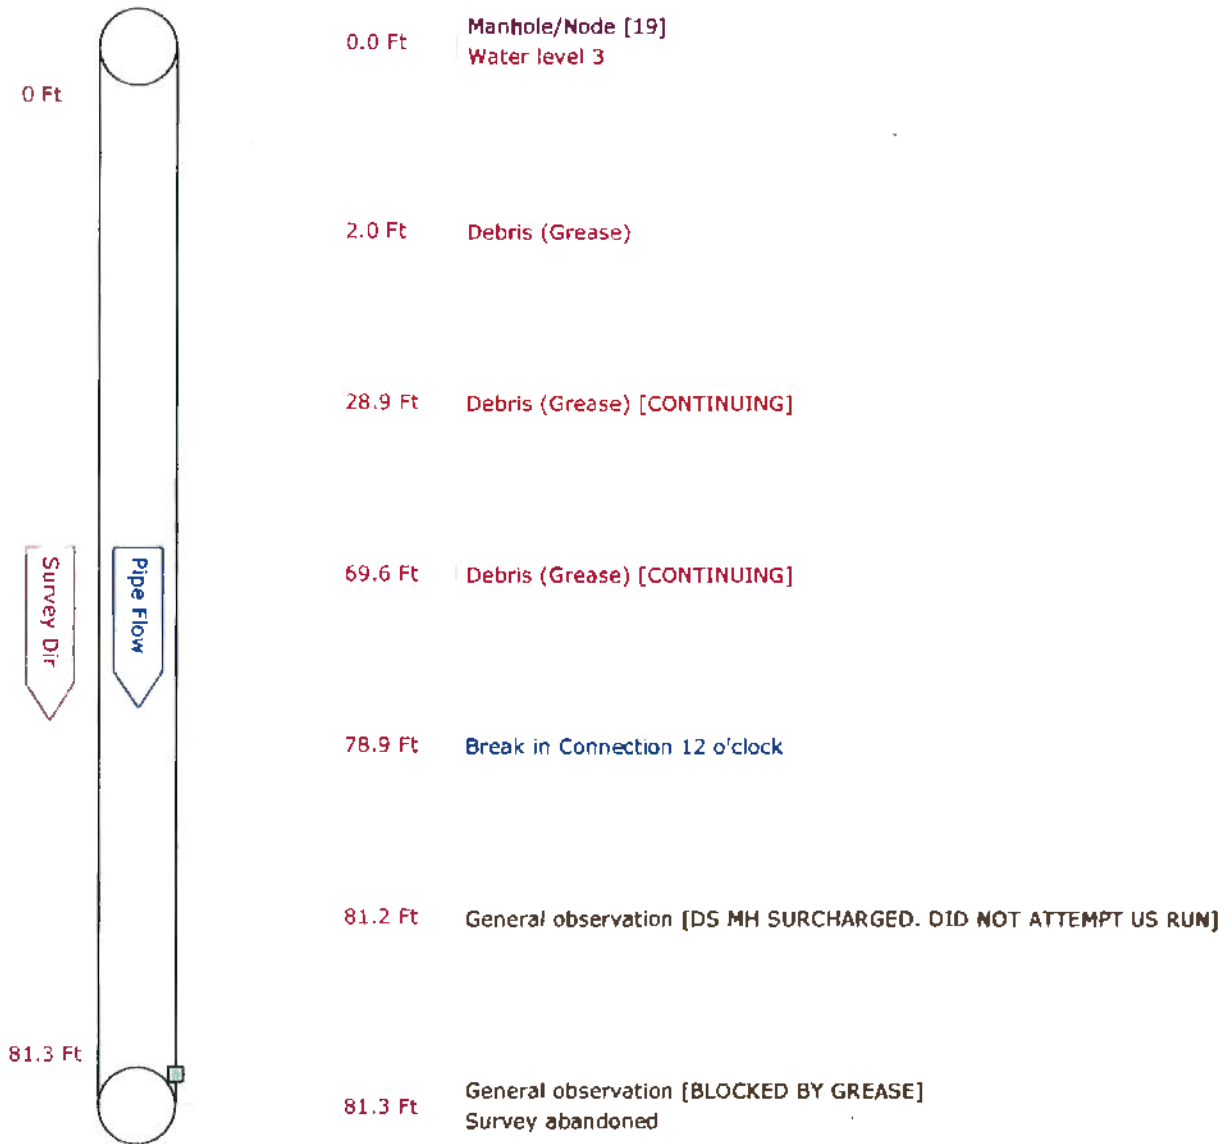 0.0 Ft Manhole/Node [19]
Water level 3
0 Ft
2.0 Ft Debris (Grease)
28.9 Ft Debris (Grease) [CONTINUING]
Survey Dir
Pipe Flow
69.6 Ft Debris (Grease) [CONTINUING]
78.9 Ft Break in Connection 12 o'clock
81.2 Ft General observation [DS MH SURCHARGED. DID NOT ATTEMPT US RUN]
81.3 Ft
81.3 Ft General observation [BLOCKED BY GREASE]
Survey abandoned